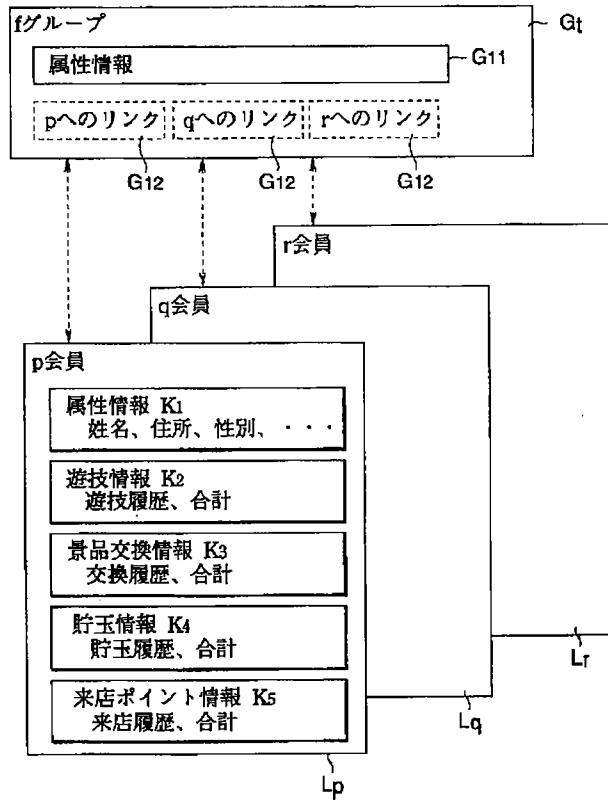 fグループ
Gt
属性情報
G11
pへのリンク
qへのリンク
rへのリンク
G12
G12
G12
r会員
q会員
p会員
属性情報 K1
姓名、住所、性別、・・・
遊技情報 K2
遊技履歴、合計
景品交換情報 K3
交換履歴、合計
貯玉情報 K4
貯玉履歴、合計
来店ポイント情報 K5
来店履歴、合計
Lr
Lq
Lp